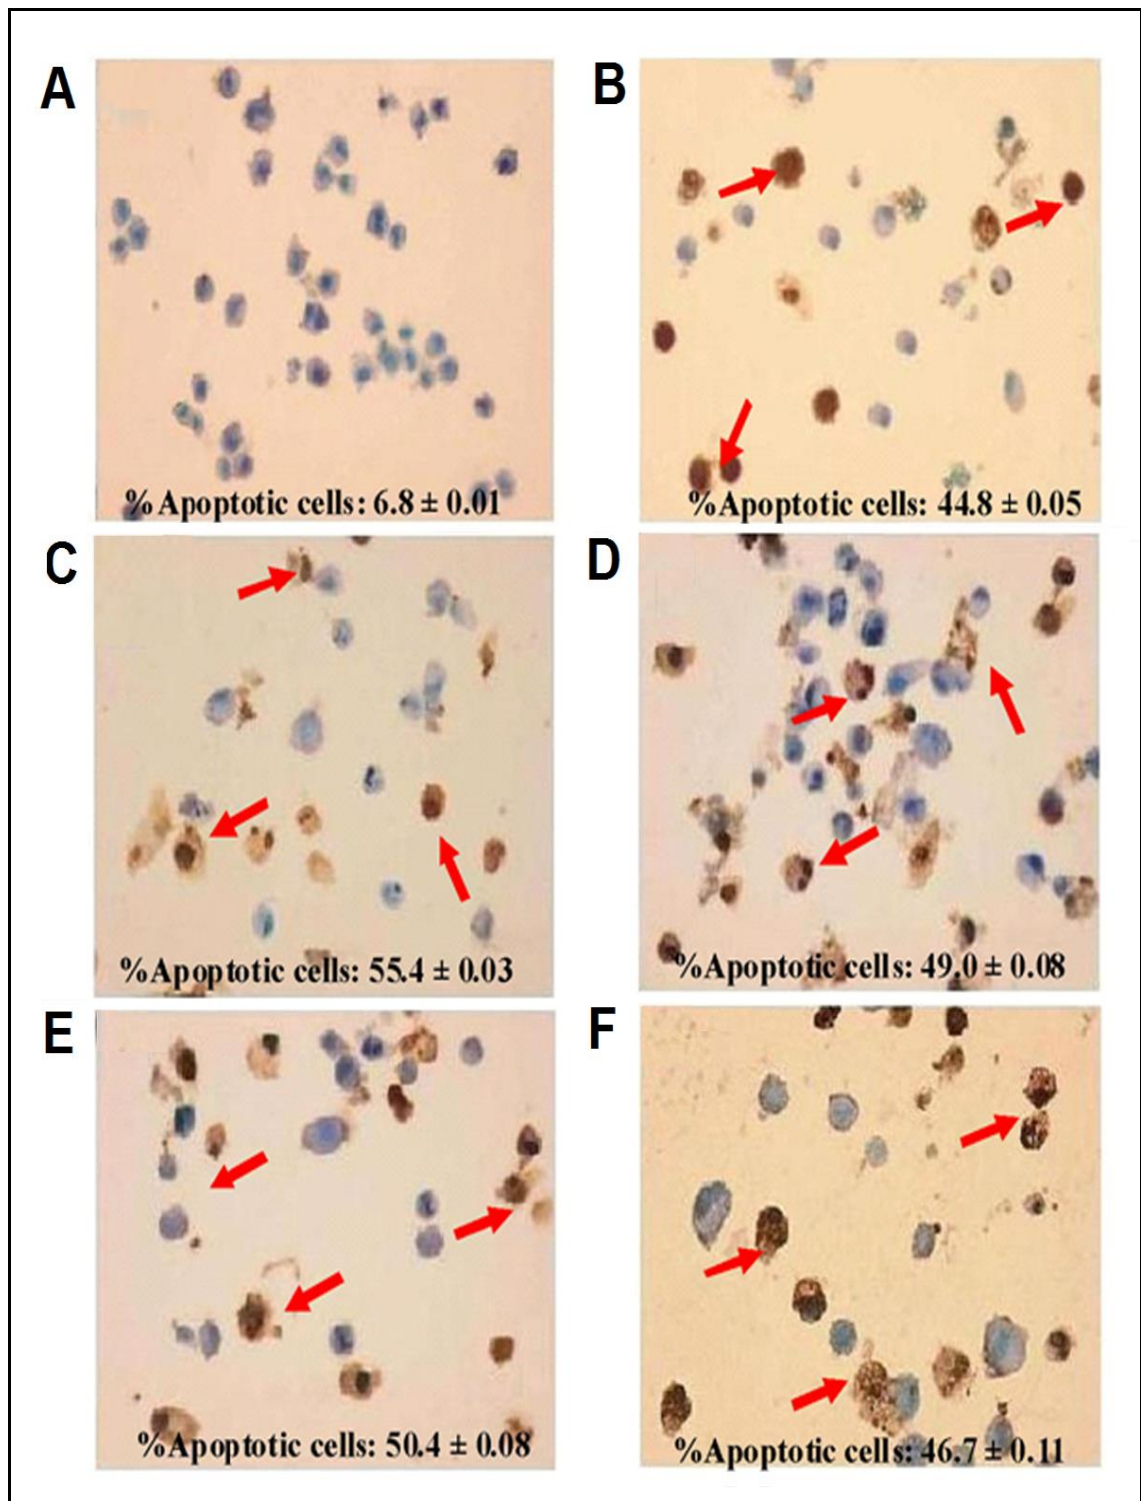 A
B
%Apoptotic cells: 6.8 ± 0.01
%Apoptotic cells: 44.8 ± 0.05
C
D
%Apoptotic cells: 55.4 ± 0.03
%Apoptotic cells: 49.0 ± 0.08
E
F
%Apoptotic cells: 50.4 ± 0.08
%Apoptotic cells: 46.7 ± 0.11